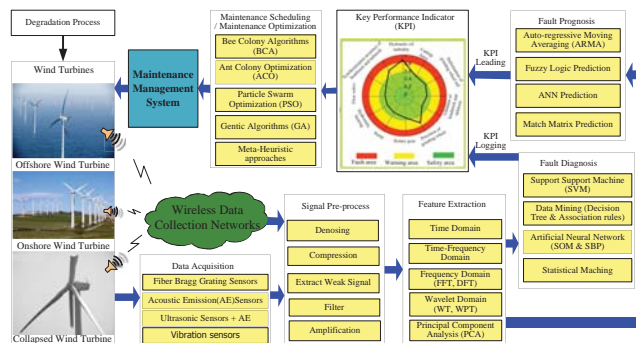 Degradation Process
Wind Turbines
Offshore Wind Turbine
Onshore Wind Turbine
Collapsed Wind Turbine
Maintenance
Management
System
Maintenance Scheduling
/ Maintenance Optimization
Bee Colony Algorithms
(BCA)
Ant Colony Optimization
(ACO)
Particle Swarm
Optimization (PSO)
Gentic Algorithms (GA)
Meta-Heuristic
approaches
Key Performance Indicator
(KPI)
Fault area
Warning area
Safety area
KPI
Leading
KPI
Logging
Fault Prognosis
Auto-regressive Moving
Averaging (ARMA)
Fuzzy Logic Prediction
ANN Prediction
Match Matrix Prediction
Fault Diagnosis
Support Support Machine
(SVM)
Data Mining (Decision
Tree & Association rules)
Artificial Neural Network
(SOM & SBP)
Statistical Maching
Wireless Data
Collection Networks
Data Acquisition
Fiber Bragg Grating Sensors
Acoustic Emission(AE)Sensors
Ultrasonic Sensors + AE
Vibration sensors
Signal Pre-process
Denosing
Compression
Extract Weak Signal
Filter
Amplification
Feature Extraction
Time Domain
Time-Frequency
Domain
Frequency Domain
(FFT, DFT)
Wavelet Domain
(WT, WPT)
Principal Component
Analysis (PCA)